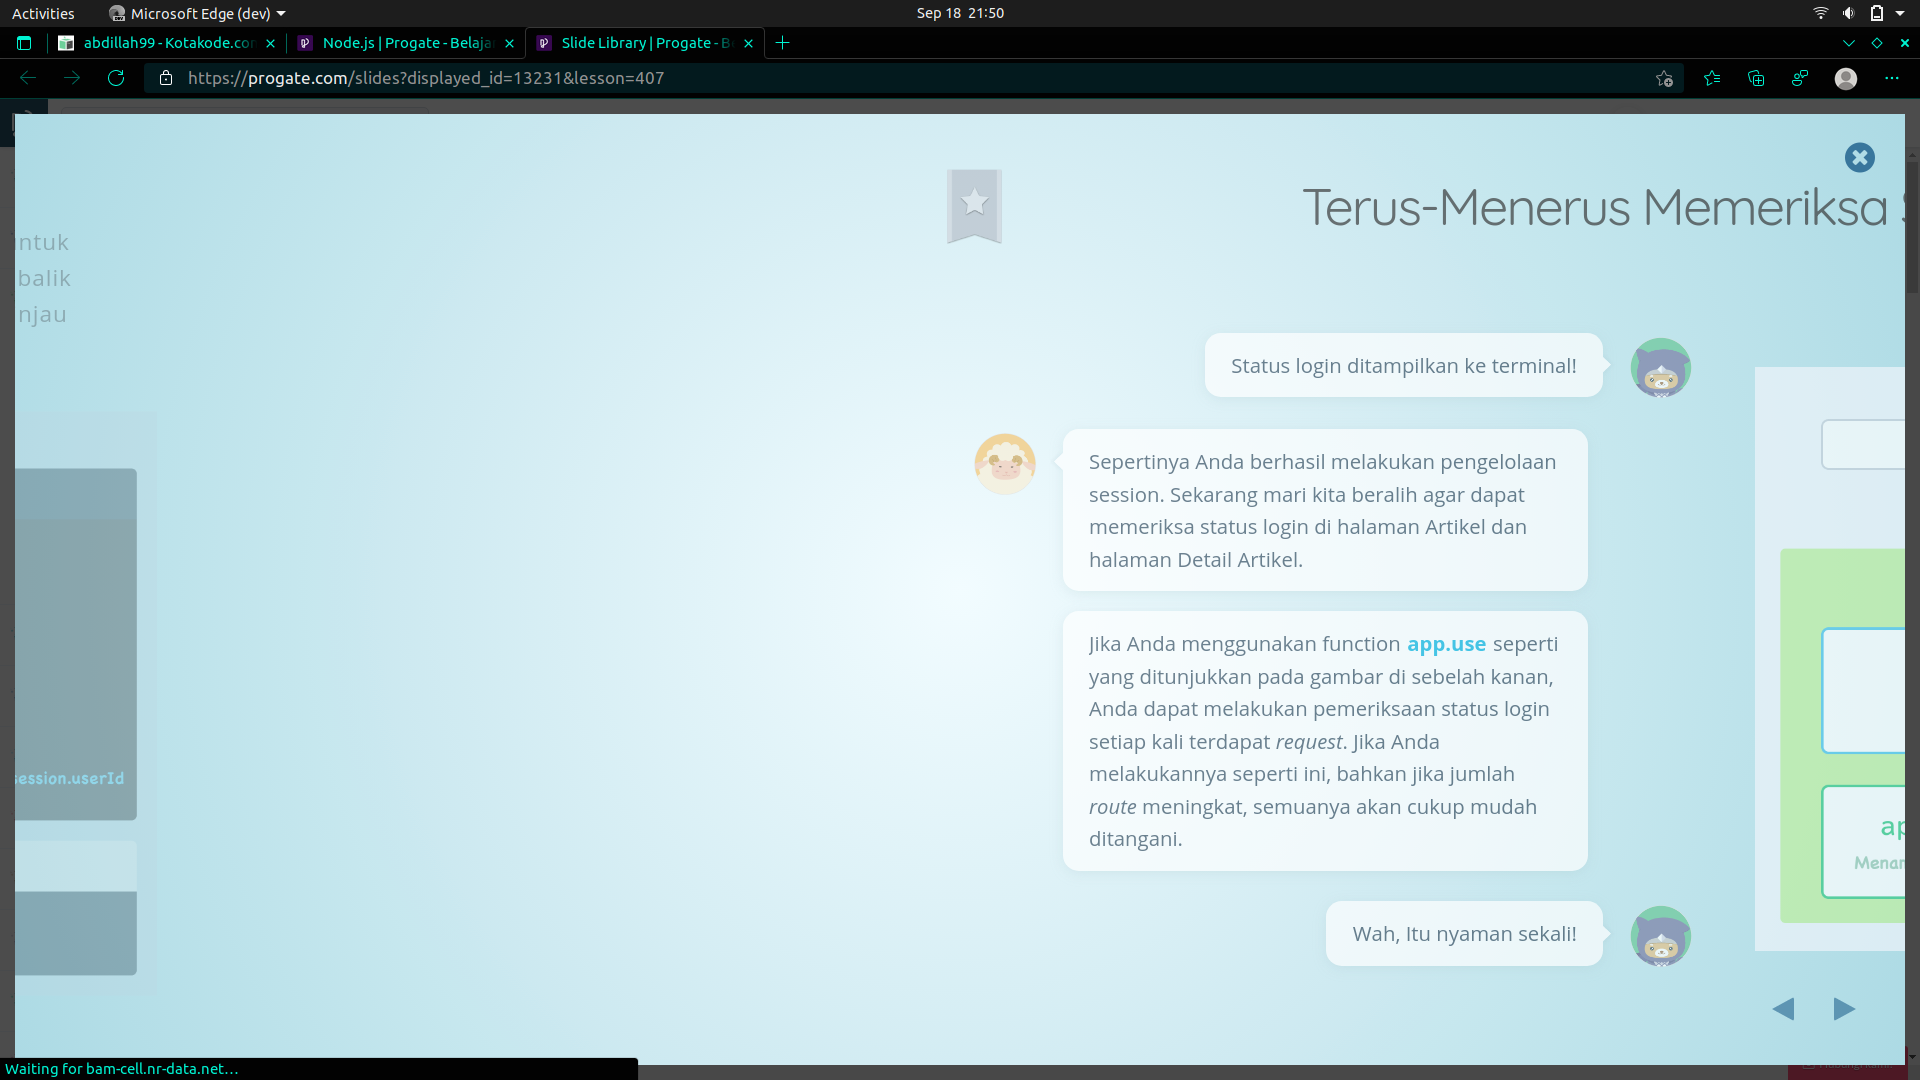 Activities
Microsoft Edge (dev)
Sep 18 21:50
abdillah99 - Kotakode.con
Node.js | Progate - Belaja
Slide Library | Progate - Be
https://progate.com/slides?displayed_id=13231&lesson=407
Terus-Menerus Memeriksa
ntuk
balik
njau
Status login ditampilkan ke terminal!
Sepertinya Anda berhasil melakukan pengelolaan
session. Sekarang mari kita beralih agar dapat
memeriksa status login di halaman Artikel dan
halaman Detail Artikel.
Jika Anda menggunakan function app.use seperti
yang ditunjukkan pada gambar di sebelah kanan,
Anda dapat melakukan pemeriksaan status login
setiap kali terdapat request. Jika Anda
melakukannya seperti ini, bahkan jika jumlah
route meningkat, semuanya akan cukup mudah
ditangani.
session.userId
ap
Menar
Wah, Itu nyaman sekali!
Waiting for bam-cell.nr-data.net…